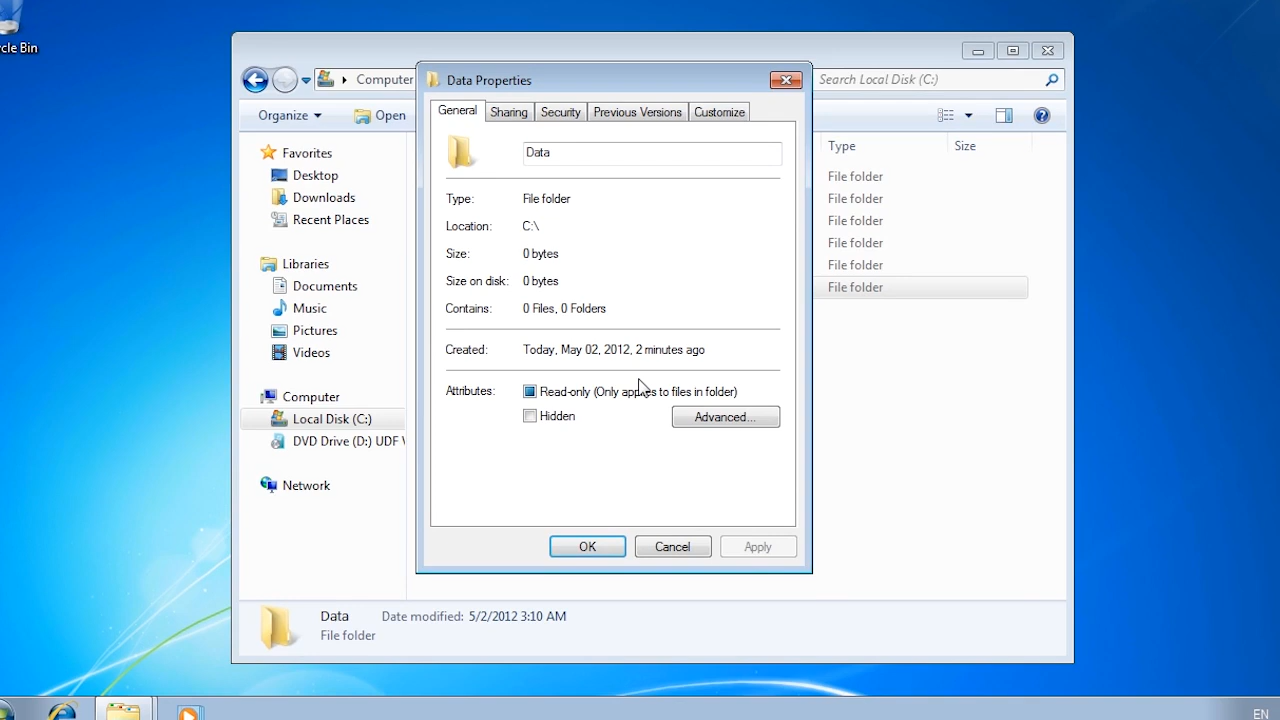 cle Bin
Computer
Search Local Disk (C:)
Organize
Open
Favorites
Desktop
Downloads
Recent Places
Libraries
Documents
Music
Pictures
Videos
Computer
Local Disk (C:)
DVD Drive (D:) UDF V
Network
Data Properties
General
Sharing
Security
Previous Versions
Customize
Data
Type: File folder
Location: C:\
Size: 0 bytes
Size on disk: 0 bytes
Contains: 0 Files, 0 Folders
Created: Today, May 02, 2012, 2 minutes ago
Attributes: Read-only (Only applies to files in folder)
Hidden
Advanced...
OK
Cancel
Apply
Type
Size
File folder
File folder
File folder
File folder
File folder
File folder
Data Date modified: 5/2/2012 3:10 AM
File folder
EN